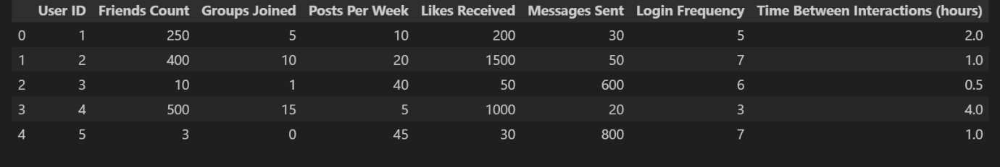 User ID Friends Count Groups Joined Posts Per Week Likes Received Messages Sent Login Frequency Time Between Interactions (hours)
0 1 250 5 10 200 30 5 2.0
1 2 400 10 20 1500 50 7 1.0
2 3 10 1 40 50 600 6 0.5
3 4 500 15 5 1000 20 3 4.0
4 5 3 0 45 30 800 7 1.0